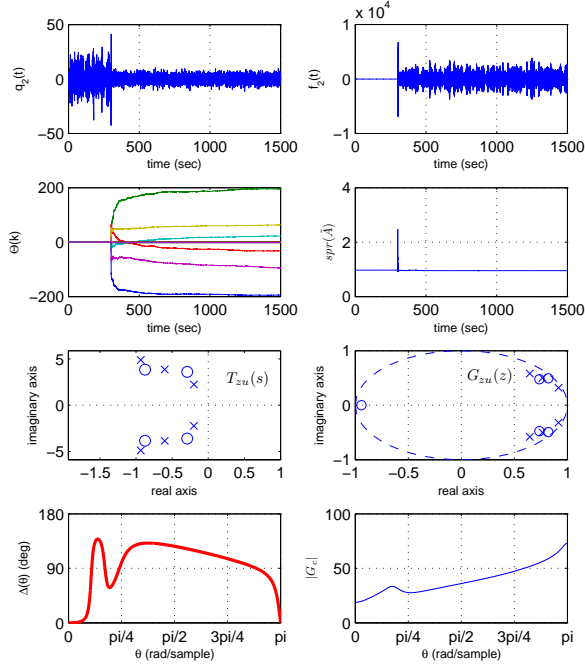 50
0
−50
q2(t)
0 500 1000 1500
time (sec)
x 10^4
1
0
−1
f2(t)
0 500 1000 1500
time (sec)
200
0
−200
Θ(k)
0 500 1000 1500
time (sec)
4
2
0
spr(Ã)
0 500 1000 1500
time (sec)
5
0
−5
imaginary axis
Tzu(s)
−1.5 −1 −0.5 0 0.5 1
real axis
1
0.5
0
−0.5
−1
imaginary axis
Gzu(z)
−1 −0.5 0 0.5 1
real axis
180
90
0
Δ(θ) (deg)
0 pi/4 pi/2 3pi/4 pi
θ (rad/sample)
100
75
50
25
0
|Gc|
0 pi/4 pi/2 3pi/4 pi
θ (rad/sample)